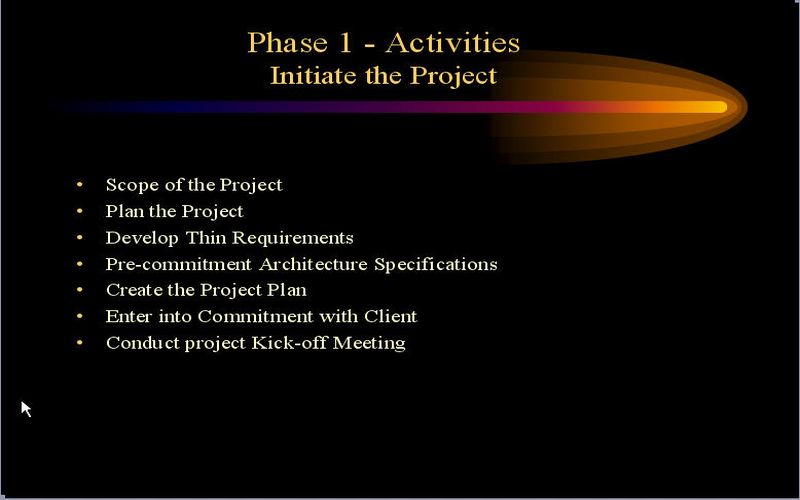 Phase 1 - Activities
Initiate the Project
• Scope of the Project
• Plan the Project
• Develop Thin Requirements
• Pre-commitment Architecture Specifications
• Create the Project Plan
• Enter into Commitment with Client
• Conduct project Kick-off Meeting